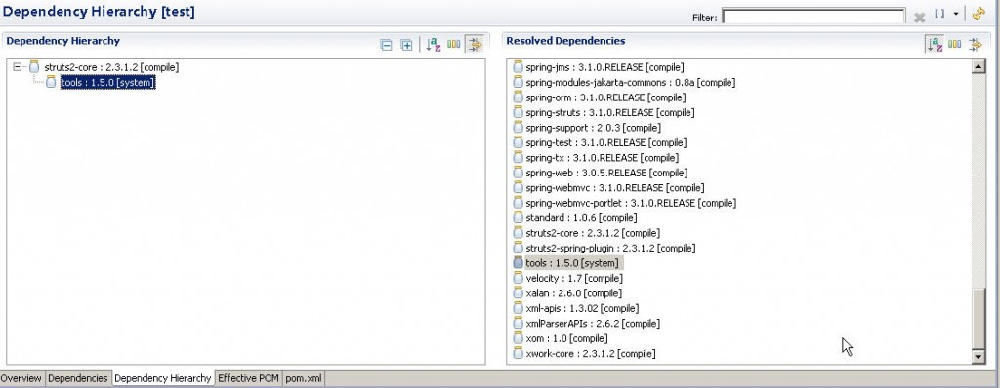 Dependency Hierarchy [test]
Filter:
Dependency Hierarchy
struts2-core : 2.3.1.2 [compile]
tools : 1.5.0 [system]
Resolved Dependencies
spring-jms : 3.1.0.RELEASE [compile]
spring-modules-jakarta-commons : 0.8a [compile]
spring-orm : 3.1.0.RELEASE [compile]
spring-struts : 3.1.0.RELEASE [compile]
spring-support : 2.0.3 [compile]
spring-test : 3.1.0.RELEASE [compile]
spring-tx : 3.1.0.RELEASE [compile]
spring-web : 3.0.5.RELEASE [compile]
spring-webmvc : 3.1.0.RELEASE [compile]
spring-webmvc-portlet : 3.1.0.RELEASE [compile]
standard : 1.0.6 [compile]
struts2-core : 2.3.1.2 [compile]
struts2-spring-plugin : 2.3.1.2 [compile]
tools : 1.5.0 [system]
velocity : 1.7 [compile]
xalan : 2.6.0 [compile]
xml-apis : 1.3.02 [compile]
xmlParserAPIs : 2.6.2 [compile]
xom : 1.0 [compile]
xwork-core : 2.3.1.2 [compile]
Overview Dependencies Dependency Hierarchy Effective POM pom.xml